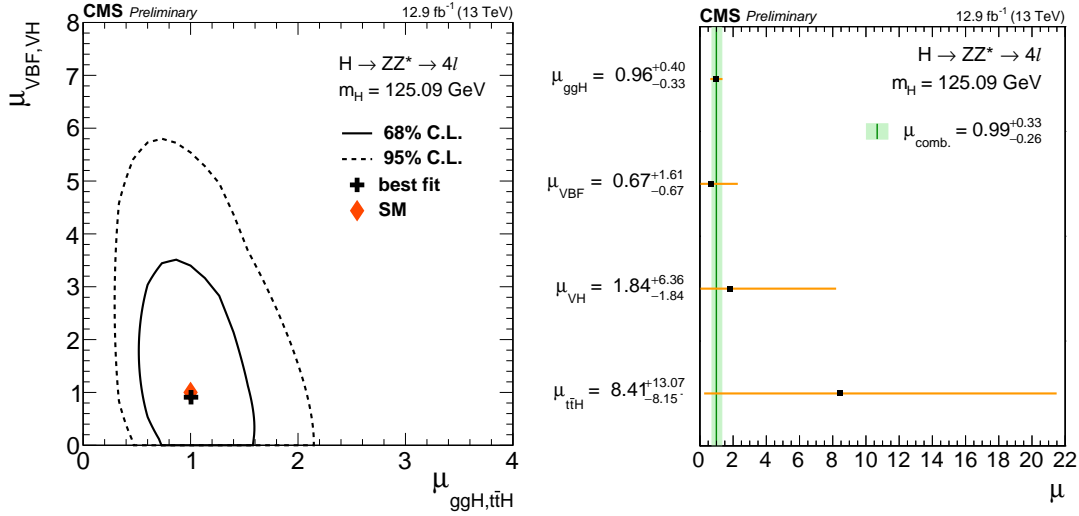 CMS Preliminary 12.9 fb⁻¹ (13 TeV)
μ_VBF,VH
8
7
6
5
4
3
2
1
0
H → ZZ* → 4l
m_H = 125.09 GeV
68% C.L.
95% C.L.
best fit
SM
0 1 2 3 4
μ_ggH,tt̄H
CMS Preliminary 12.9 fb⁻¹ (13 TeV)
H → ZZ* → 4l
m_H = 125.09 GeV
μ_comb. = 0.99 +0.33 −0.26
μ_ggH = 0.96 +0.40 −0.33
μ_VBF = 0.67 +1.61 −0.67
μ_VH = 1.84 +6.36 −1.84
μ_tt̄H = 8.41 +13.07 −8.15
0 2 4 6 8 10 12 14 16 18 20 22
μ